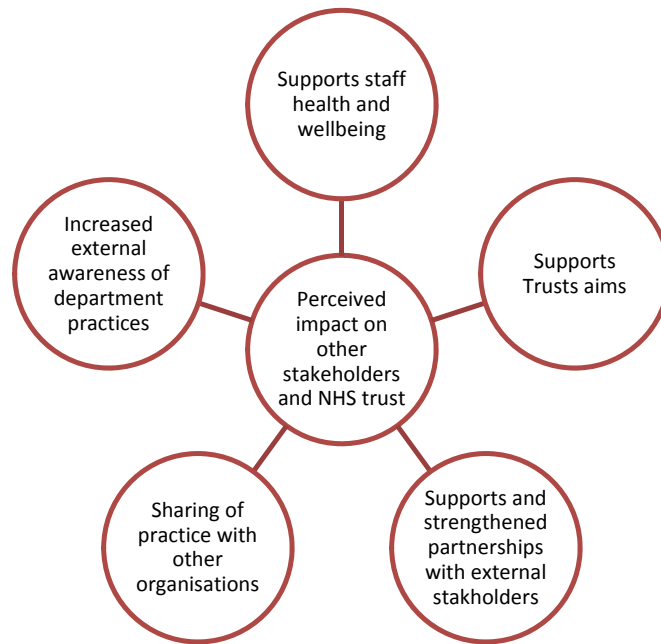 Supports staff
health and
wellbeing
Increased
external
awareness of
department
practices
Supports
Trusts aims
Perceived
impact on
other
stakeholders
and NHS trust
Sharing of
practice with
other
organisations
Supports and
strengthened
partnerships
with external
stakholders